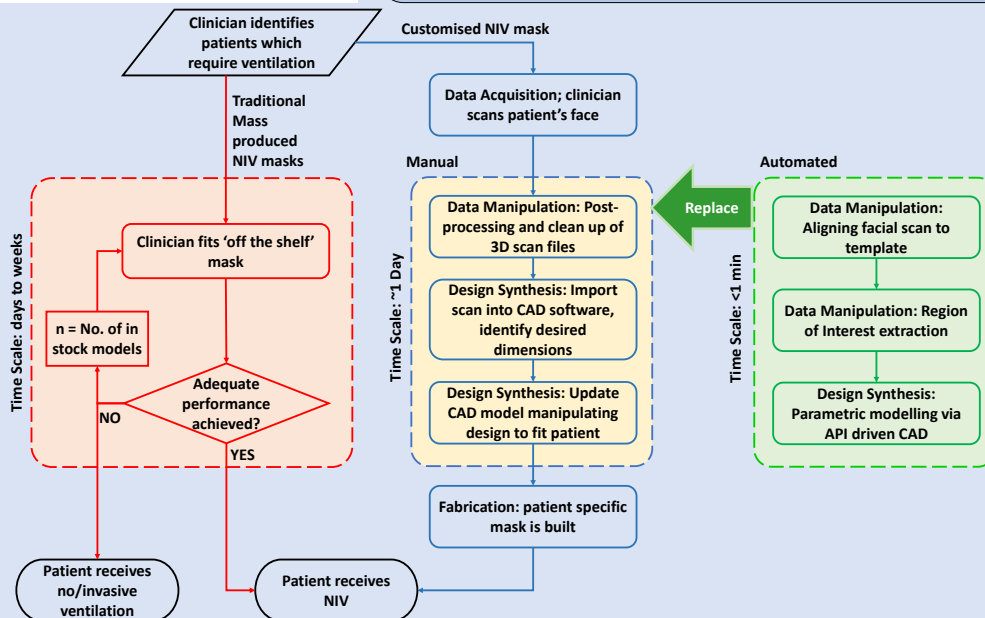 Clinician identifies
patients which
require ventilation
Customised NIV mask
Traditional
Mass
produced
NIV masks
Data Acquisition; clinician
scans patient's face
Manual
Automated
Replace
Time Scale: days to weeks
Clinician fits 'off the shelf'
mask
n = No. of in
stock models
Adequate
performance
achieved?
NO
YES
Time Scale: ~1 Day
Data Manipulation: Post-
processing and clean up of
3D scan files
Design Synthesis: Import
scan into CAD software,
identify desired
dimensions
Design Synthesis: Update
CAD model manipulating
design to fit patient
Time Scale: <1 min
Data Manipulation:
Aligning facial scan to
template
Data Manipulation: Region
of Interest extraction
Design Synthesis:
Parametric modelling via
API driven CAD
Fabrication: patient specific
mask is built
Patient receives
no/invasive
ventilation
Patient receives
NIV